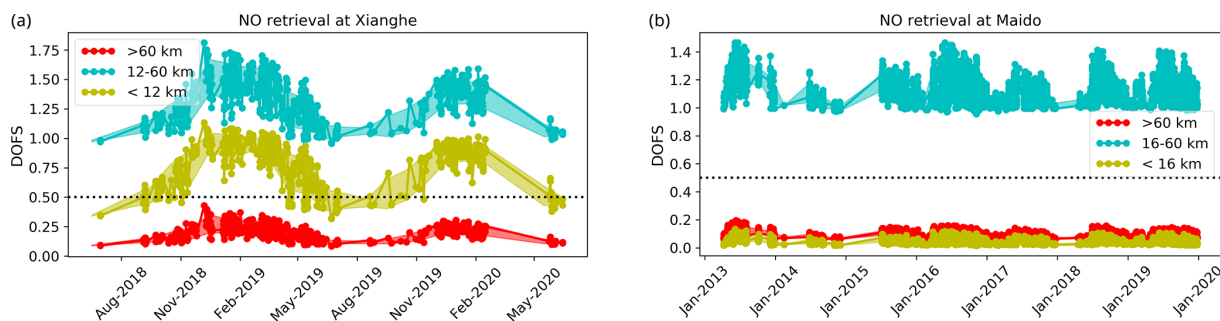 (a)
NO retrieval at Xianghe
DOFS
1.75
1.50
1.25
1.00
0.75
0.50
0.25
0.00
>60 km
12-60 km
< 12 km
Aug-2018
Nov-2018
Feb-2019
May-2019
Aug-2019
Nov-2019
Feb-2020
May-2020
(b)
NO retrieval at Maido
DOFS
1.4
1.2
1.0
0.8
0.6
0.4
0.2
0.0
>60 km
16-60 km
< 16 km
Jan-2013
Jan-2014
Jan-2015
Jan-2016
Jan-2017
Jan-2018
Jan-2019
Jan-2020